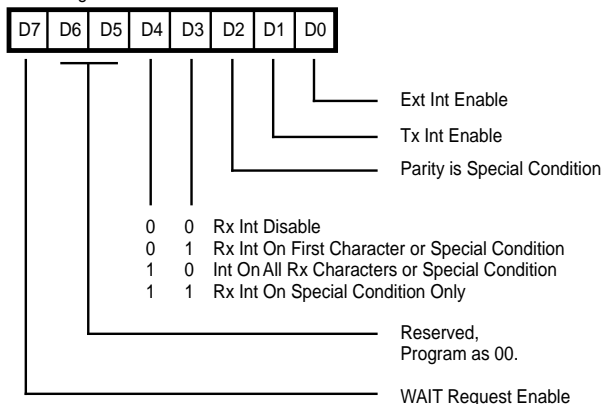 D7 D6 D5 D4 D3 D2 D1 D0
Ext Int Enable
Tx Int Enable
Parity is Special Condition
0 0 Rx Int Disable
0 1 Rx Int On First Character or Special Condition
1 0 Int On All Rx Characters or Special Condition
1 1 Rx Int On Special Condition Only
Reserved,
Program as 00.
WAIT Request Enable